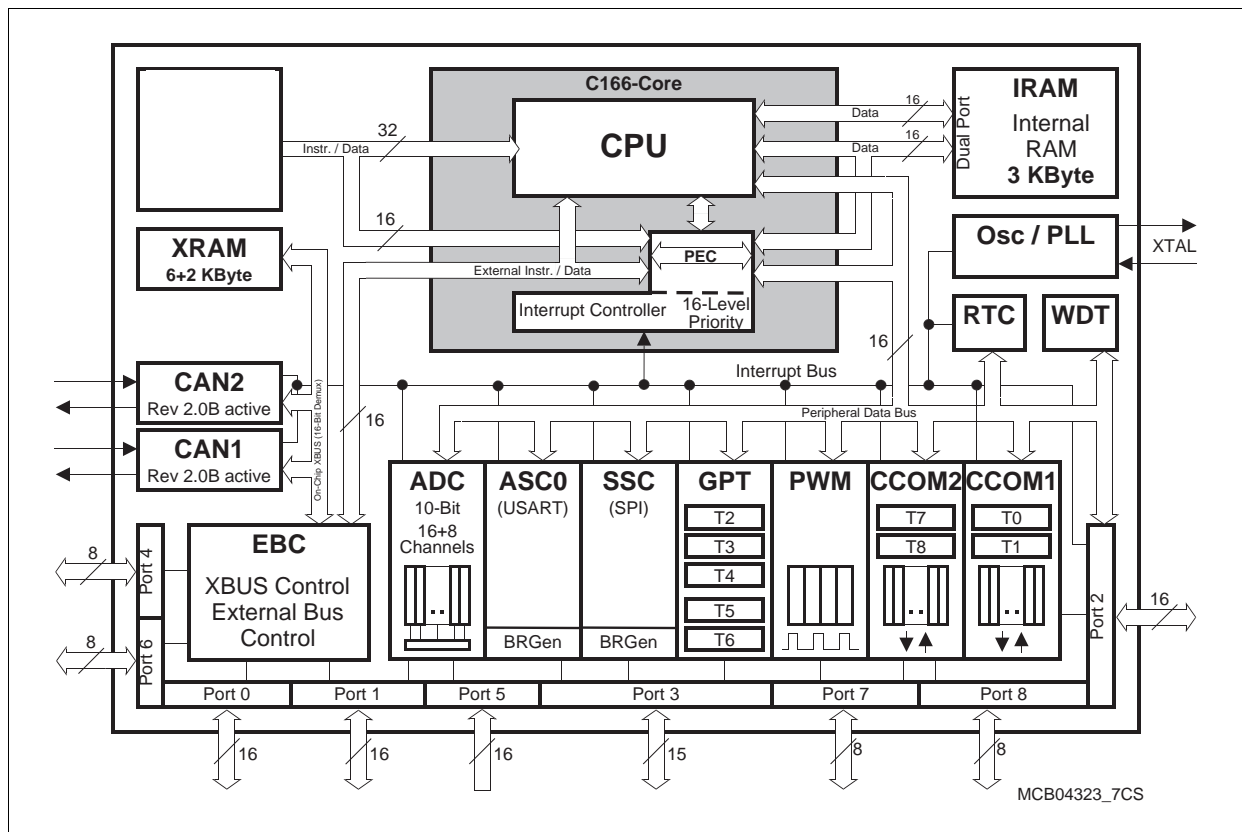 C166-Core
CPU
IRAM
Internal
RAM
3 KByte
Dual Port
16
Data
16
Data
32
Instr. / Data
16
XRAM
6+2 KByte
PEC
External Instr. / Data
Interrupt Controller
16-Level
Priority
Osc / PLL
XTAL
RTC
WDT
16
Interrupt Bus
Peripheral Data Bus
CAN2
Rev 2.0B active
CAN1
Rev 2.0B active
On-Chip XBUS (16-Bit Demux)
16
EBC
XBUS Control
External Bus
Control
ADC
10-Bit
16+8
Channels
ASC0
(USART)
BRGen
SSC
(SPI)
BRGen
GPT
T2
T3
T4
T5
T6
PWM
CCOM2
T7
T8
CCOM1
T0
T1
8
Port 4
8
Port 6
Port 2
16
Port 0
Port 1
Port 5
Port 3
Port 7
Port 8
16
16
16
15
8
8
MCB04323_7CS